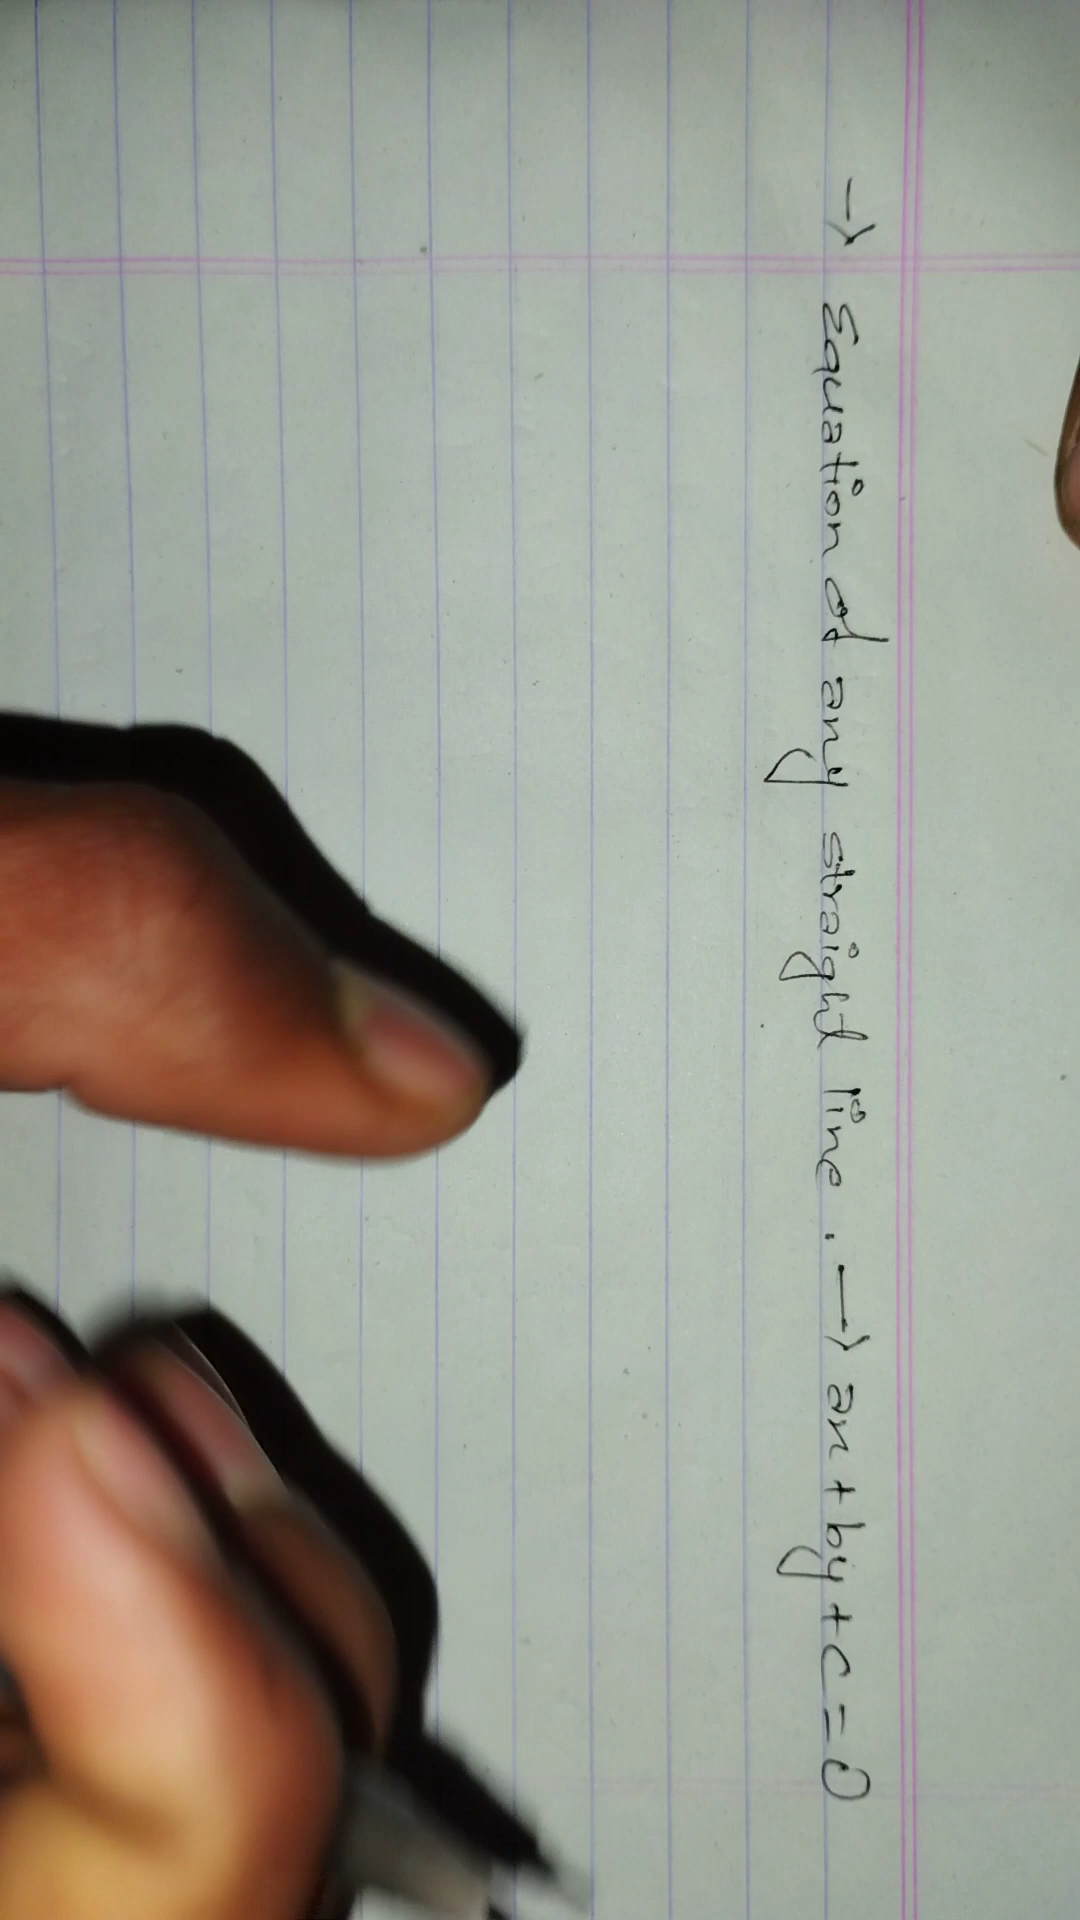 → Equation of any straight line. → ax + by + c = 0